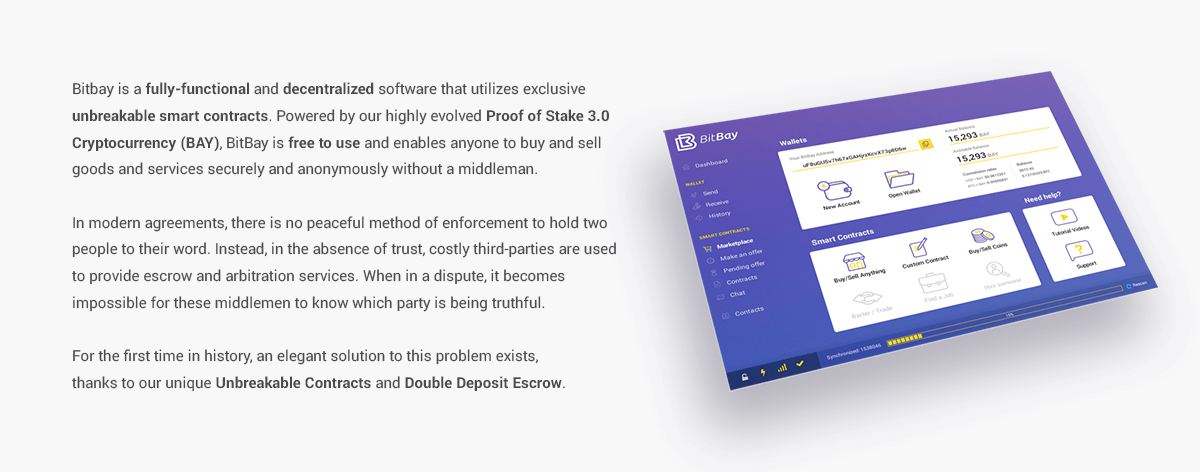 Bitbay is a fully-functional and decentralized software that utilizes exclusive
unbreakable smart contracts. Powered by our highly evolved Proof of Stake 3.0
Cryptocurrency (BAY), BitBay is free to use and enables anyone to buy and sell
goods and services securely and anonymously without a middleman.
In modern agreements, there is no peaceful method of enforcement to hold two
people to their word. Instead, in the absence of trust, costly third-parties are used
to provide escrow and arbitration services. When in a dispute, it becomes
impossible for these middlemen to know which party is being truthful.
For the first time in history, an elegant solution to this problem exists,
thanks to our unique Unbreakable Contracts and Double Deposit Escrow.
BitBay
Dashboard
WALLET
Send
Receive
History
SMART CONTRACTS
Marketplace
Make an offer
Pending offer
Contracts
Chat
Contacts
Wallets
Your BitBay Address
Actual Balance
15,293 BAY
Available Balance
15,293 BAY
Conversion rates
Balance
New Account
Open Wallet
Smart Contracts
Buy/Sell Anything
Custom Contract
Buy/Sell Coins
Barter / Trade
Find a Job
Hire someone
Need help?
Tutorial Videos
Support
Synchronized: 1538046
Rescan